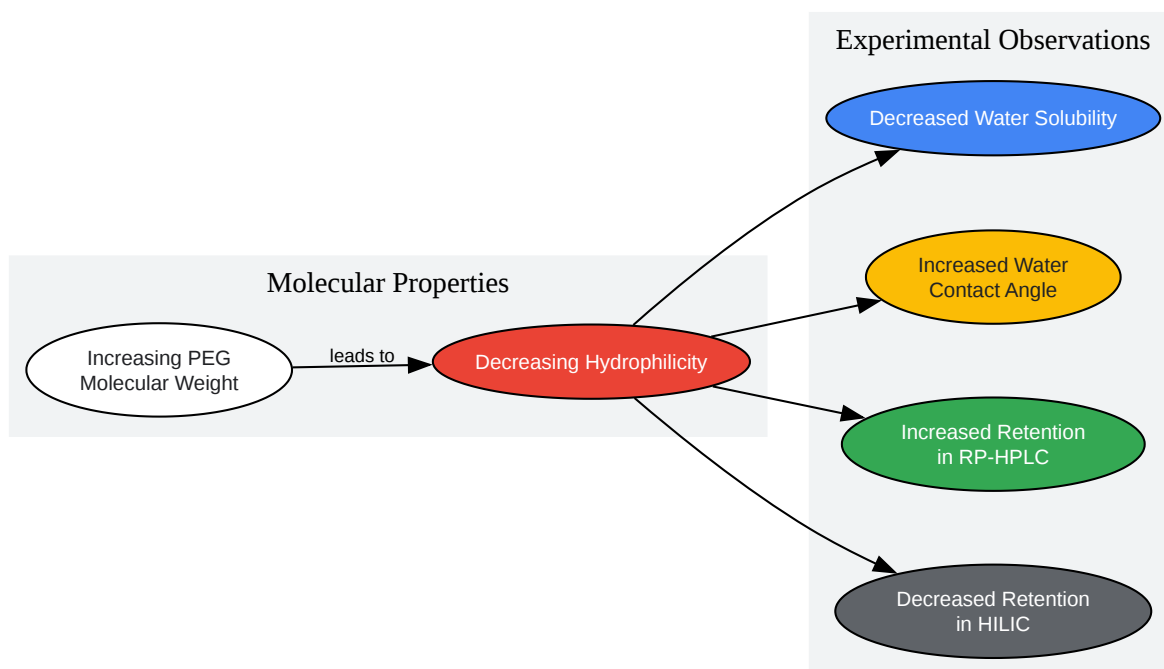 Molecular Properties
Increasing PEG
Molecular Weight
leads to
Decreasing Hydrophilicity
Experimental Observations
Decreased Water Solubility
Increased Water
Contact Angle
Increased Retention
in RP-HPLC
Decreased Retention
in HILIC